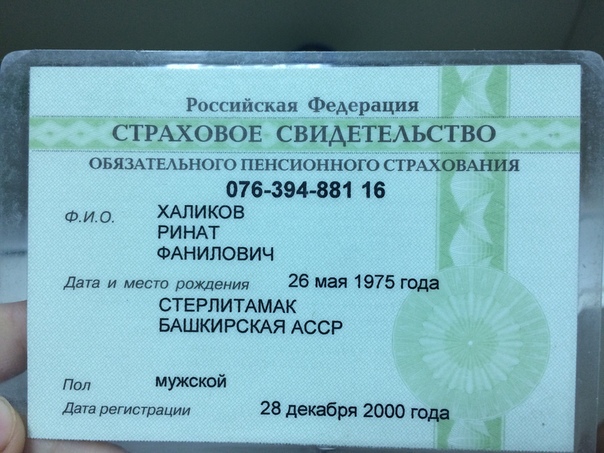 Российская Федерация
СТРАХОВОЕ СВИДЕТЕЛЬСТВО
ОБЯЗАТЕЛЬНОГО ПЕНСИОННОГО СТРАХОВАНИЯ
076-394-881 16
Ф.И.О. ХАЛИКОВ
РИНАТ
ФАНИЛОВИЧ
Дата и место рождения 26 мая 1975 года
СТЕРЛИТАМАК
БАШКИРСКАЯ АССР
Пол мужской
Дата регистрации 28 декабря 2000 года